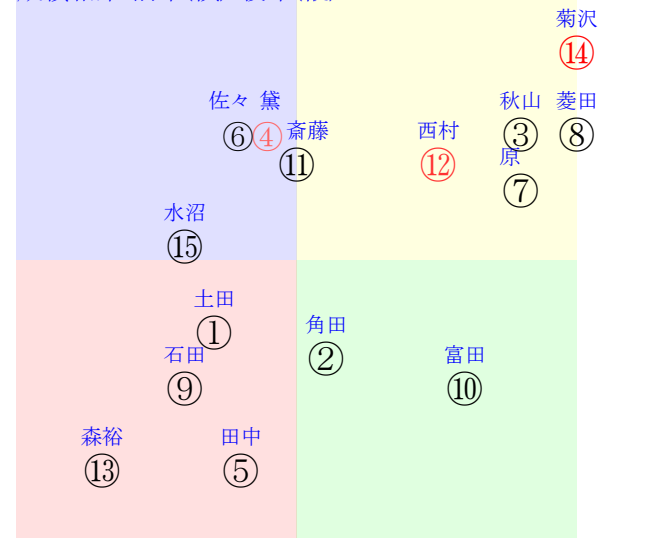 菊沢
⑭
佐々 黛
秋山 菱田
⑥④
斎藤
西村
③
⑧
⑪
⑫
原
⑦
水沼
⑮
土田
①
角田
②
石田
富田
⑨
⑩
森裕
田中
⑬
⑤